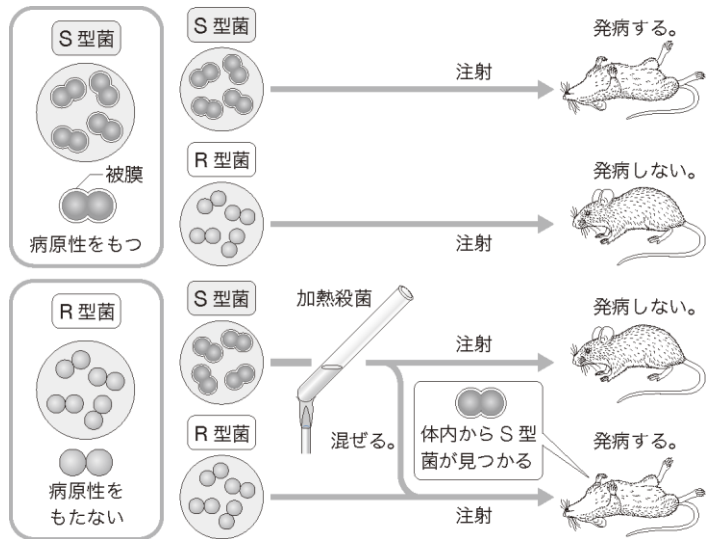 S型菌
被膜
病原性をもつ
R型菌
病原性を
もたない
S型菌
注射
発病する。
R型菌
注射
発病しない。
S型菌
加熱殺菌
注射
発病しない。
R型菌
混ぜる。
体内からS型
菌が見つかる
注射
発病する。